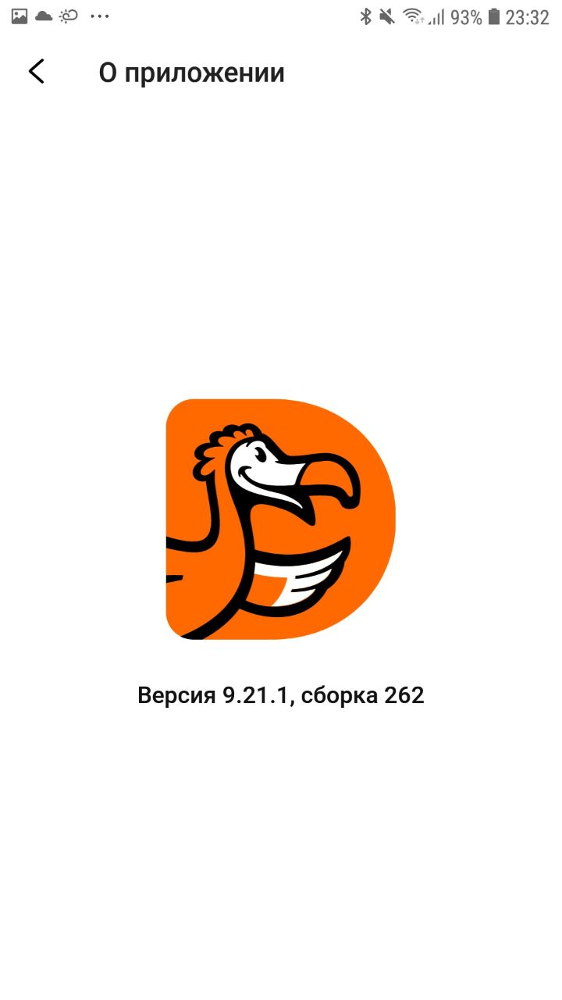 93% 23:32
О приложении
Версия 9.21.1, сборка 262